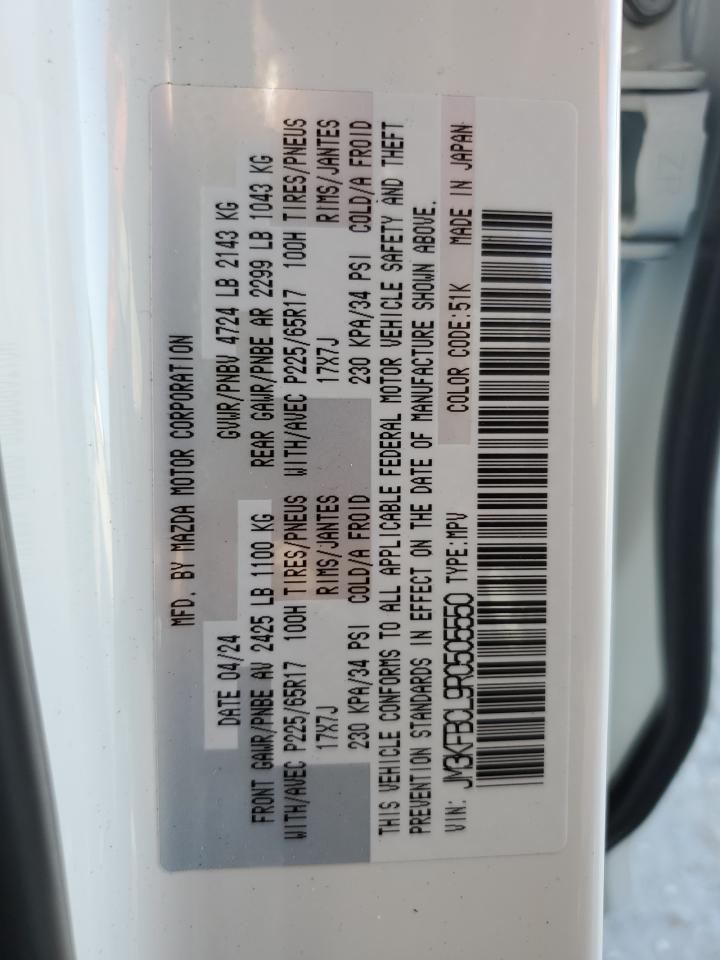 MFD. BY MAZDA MOTOR CORPORATION
DATE 04/24 GVWR/PNBV 4724 LB 2143 KG
FRONT GAWR/PNBE AV 2425 LB 1100 KG REAR GAWR/PNBE AR 2299 LB 1043 KG
WITH/AVEC P225/65R17 100H TIRES/PNEUS WITH/AVEC P225/65R17 100H TIRES/PNEUS
17X7J RIMS/JANTES 17X7J RIMS/JANTES
230 KPA/34 PSI COLD/A FROID 230 KPA/34 PSI COLD/A FROID
THIS VEHICLE CONFORMS TO ALL APPLICABLE FEDERAL MOTOR VEHICLE SAFETY AND THEFT
PREVENTION STANDARDS IN EFFECT ON THE DATE OF MANUFACTURE SHOWN ABOVE.
VIN: JM3KFBCL9R0505550 TYPE:MPV COLOR CODE:51K MADE IN JAPAN